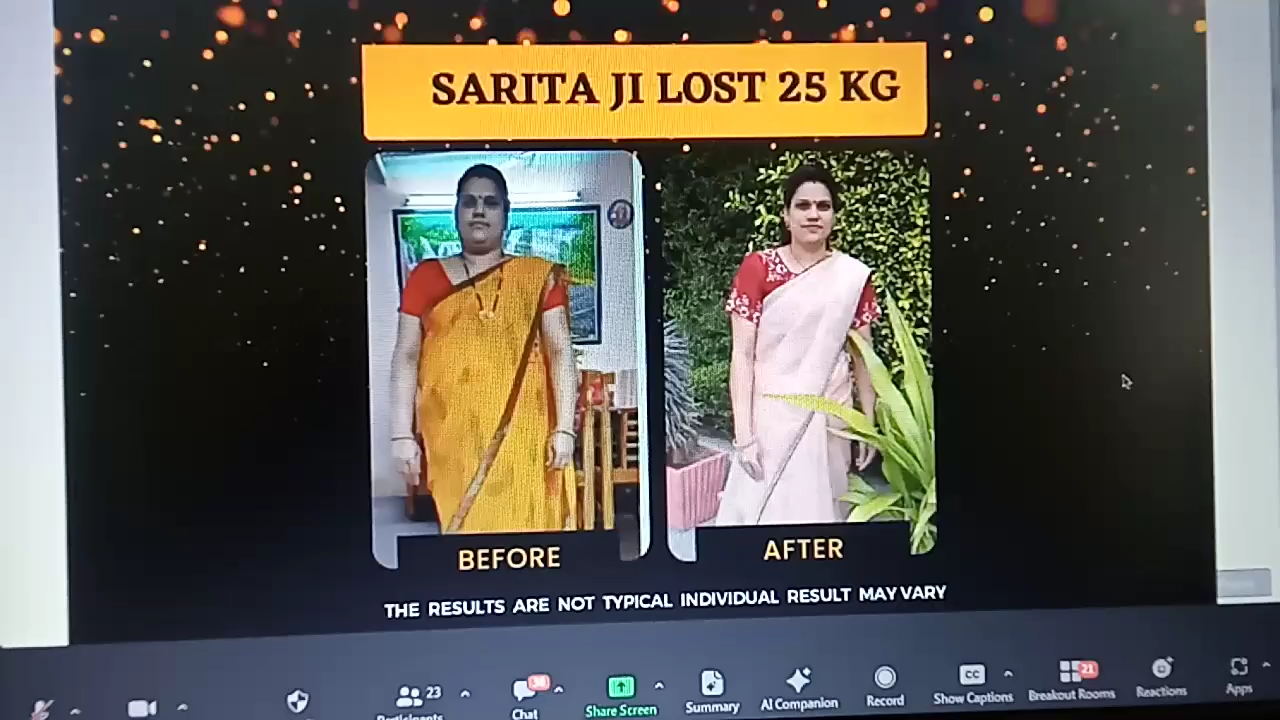 SARITA JI LOST 25 KG
BEFORE
AFTER
THE RESULTS ARE NOT TYPICAL INDIVIDUAL RESULT MAY VARY
23
Participants
36
Chat
Share Screen
Summary
AI Companion
Record
CC
Show Captions
21
Breakout Rooms
Reactions
Apps